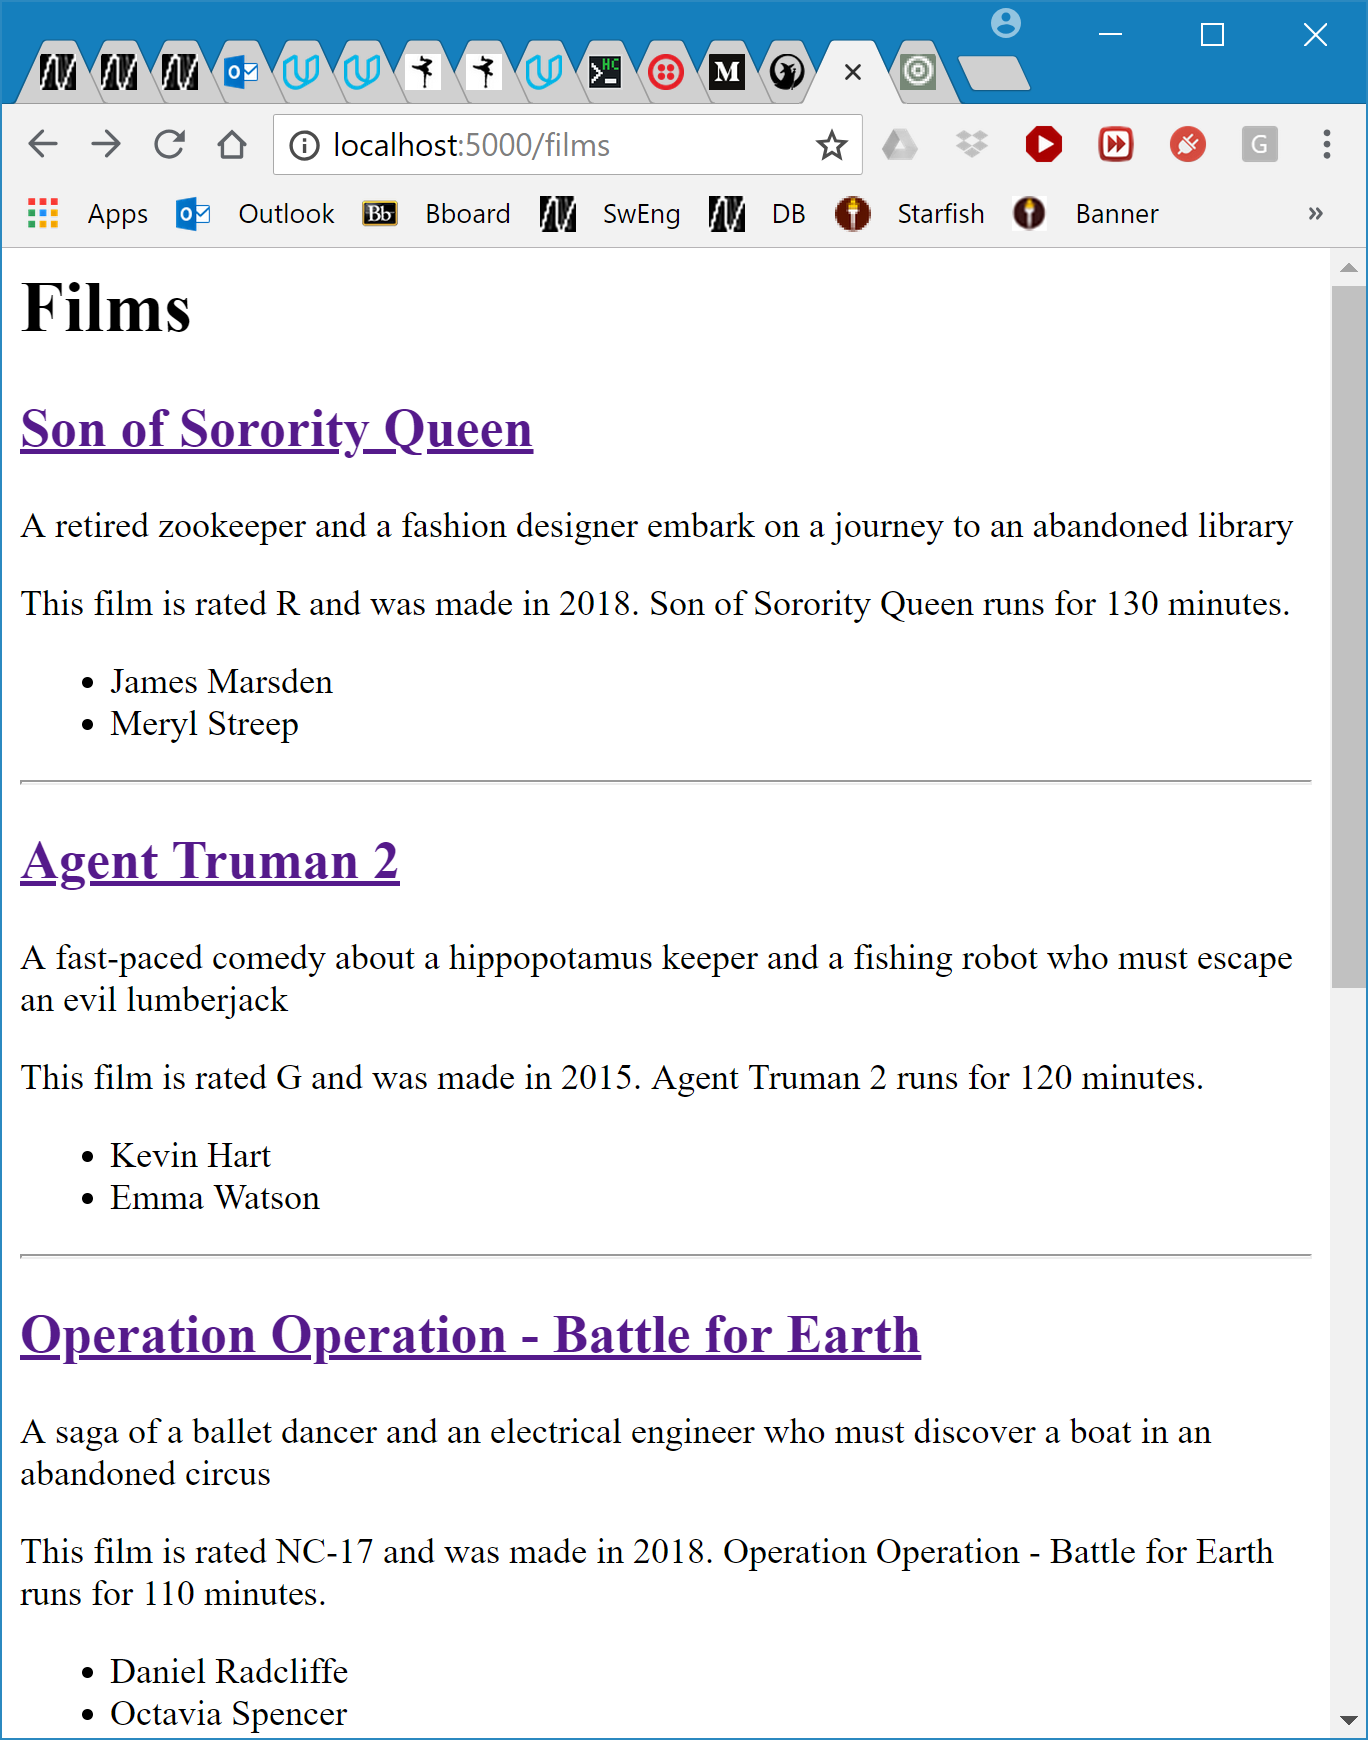 HC
M
localhost:5000/films
G
Apps Outlook Bb Bboard SwEng DB Starfish Banner »
Films
Son of Sorority Queen
A retired zookeeper and a fashion designer embark on a journey to an abandoned library
This film is rated R and was made in 2018. Son of Sorority Queen runs for 130 minutes.
• James Marsden
• Meryl Streep
Agent Truman 2
A fast-paced comedy about a hippopotamus keeper and a fishing robot who must escape
an evil lumberjack
This film is rated G and was made in 2015. Agent Truman 2 runs for 120 minutes.
• Kevin Hart
• Emma Watson
Operation Operation - Battle for Earth
A saga of a ballet dancer and an electrical engineer who must discover a boat in an
abandoned circus
This film is rated NC-17 and was made in 2018. Operation Operation - Battle for Earth
runs for 110 minutes.
• Daniel Radcliffe
• Octavia Spencer